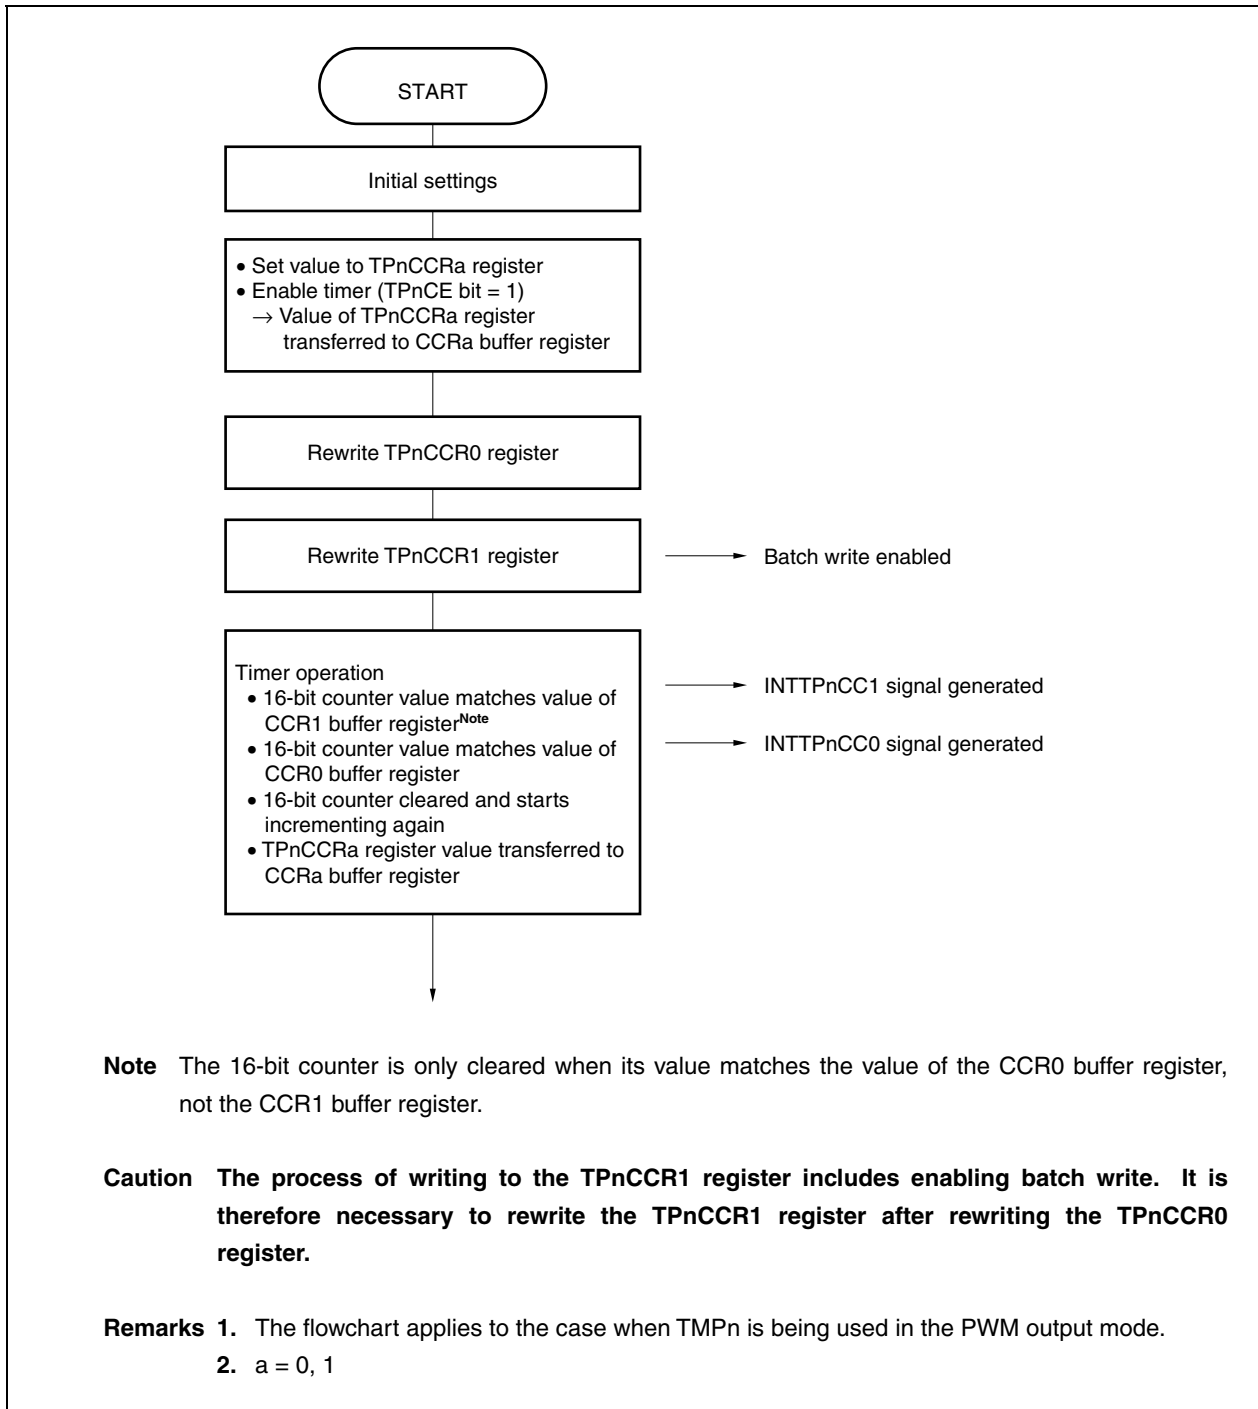 START
Initial settings
• Set value to TPnCCRa register
• Enable timer (TPnCE bit = 1)
→ Value of TPnCCRa register
transferred to CCRa buffer register
Rewrite TPnCCR0 register
Rewrite TPnCCR1 register
Batch write enabled
Timer operation
• 16-bit counter value matches value of
CCR1 buffer registerNote
INTTPnCC1 signal generated
• 16-bit counter value matches value of
CCR0 buffer register
INTTPnCC0 signal generated
• 16-bit counter cleared and starts
incrementing again
• TPnCCRa register value transferred to
CCRa buffer register
Note The 16-bit counter is only cleared when its value matches the value of the CCR0 buffer register,
not the CCR1 buffer register.
Caution The process of writing to the TPnCCR1 register includes enabling batch write. It is
therefore necessary to rewrite the TPnCCR1 register after rewriting the TPnCCR0
register.
Remarks 1. The flowchart applies to the case when TMPn is being used in the PWM output mode.
2. a = 0, 1